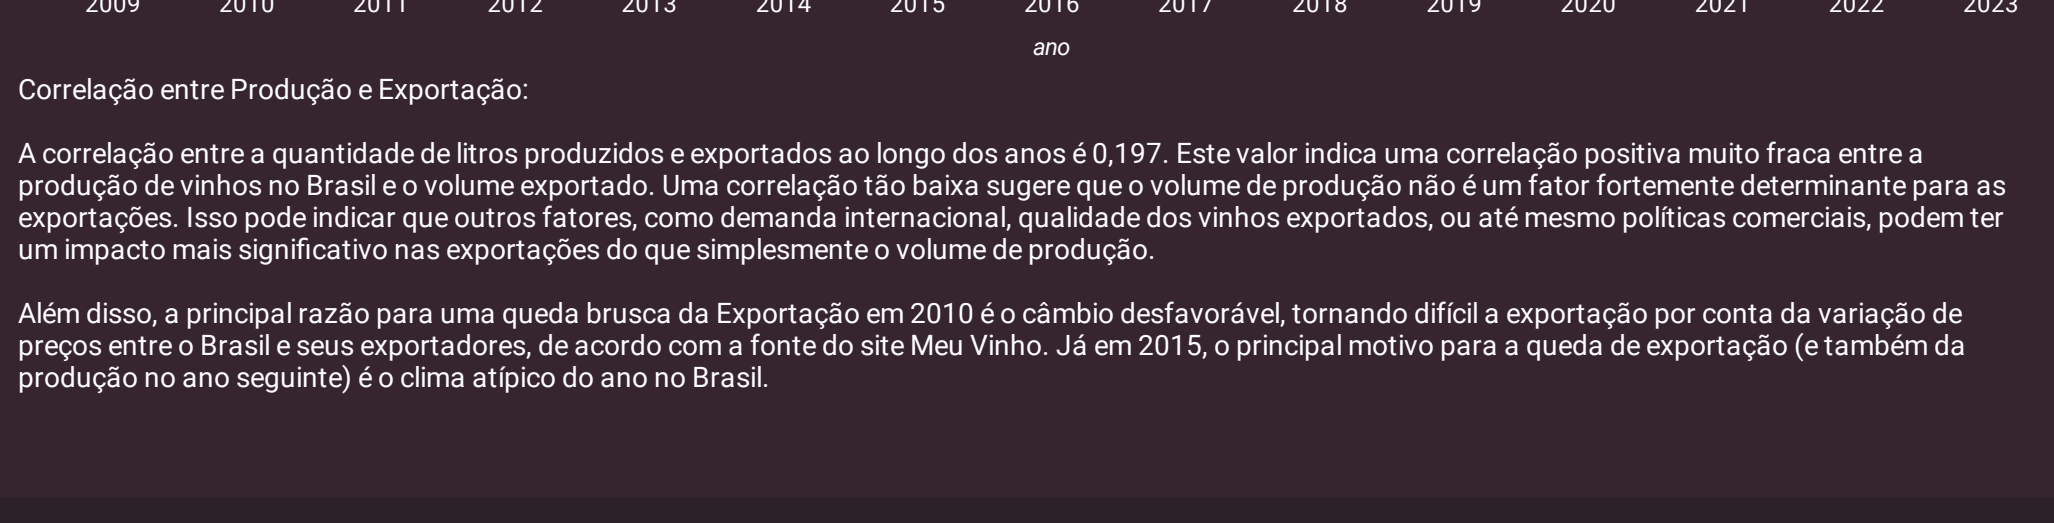 2009 2010 2011 2012 2013 2014 2015 2016 2017 2018 2019 2020 2021 2022 2023
ano
Correlação entre Produção e Exportação:
A correlação entre a quantidade de litros produzidos e exportados ao longo dos anos é 0,197. Este valor indica uma correlação positiva muito fraca entre a
produção de vinhos no Brasil e o volume exportado. Uma correlação tão baixa sugere que o volume de produção não é um fator fortemente determinante para as
exportações. Isso pode indicar que outros fatores, como demanda internacional, qualidade dos vinhos exportados, ou até mesmo políticas comerciais, podem ter
um impacto mais significativo nas exportações do que simplesmente o volume de produção.
Além disso, a principal razão para uma queda brusca da Exportação em 2010 é o câmbio desfavorável, tornando difícil a exportação por conta da variação de
preços entre o Brasil e seus exportadores, de acordo com a fonte do site Meu Vinho. Já em 2015, o principal motivo para a queda de exportação (e também da
produção no ano seguinte) é o clima atípico do ano no Brasil.